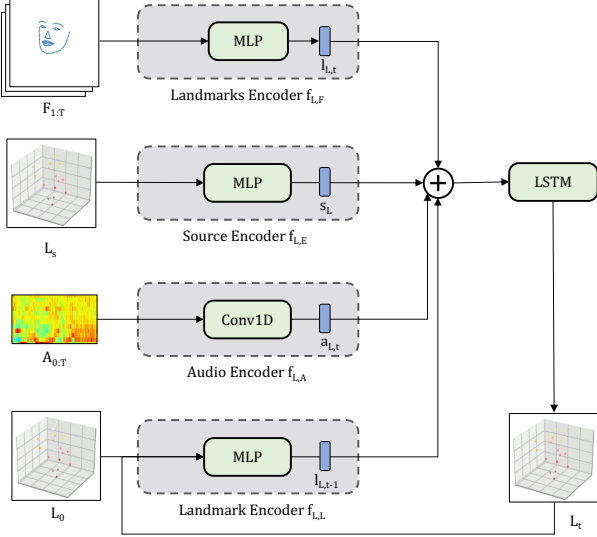 MLP
l_{L,t}
F_{1:T}
Landmarks Encoder f_{L,F}
MLP
s_L
L_s
Source Encoder f_{L,E}
+
LSTM
Conv1D
a_{L,t}
A_{0:T}
Audio Encoder f_{L,A}
MLP
l_{L,t-1}
L_0
Landmark Encoder f_{L,L}
L_t